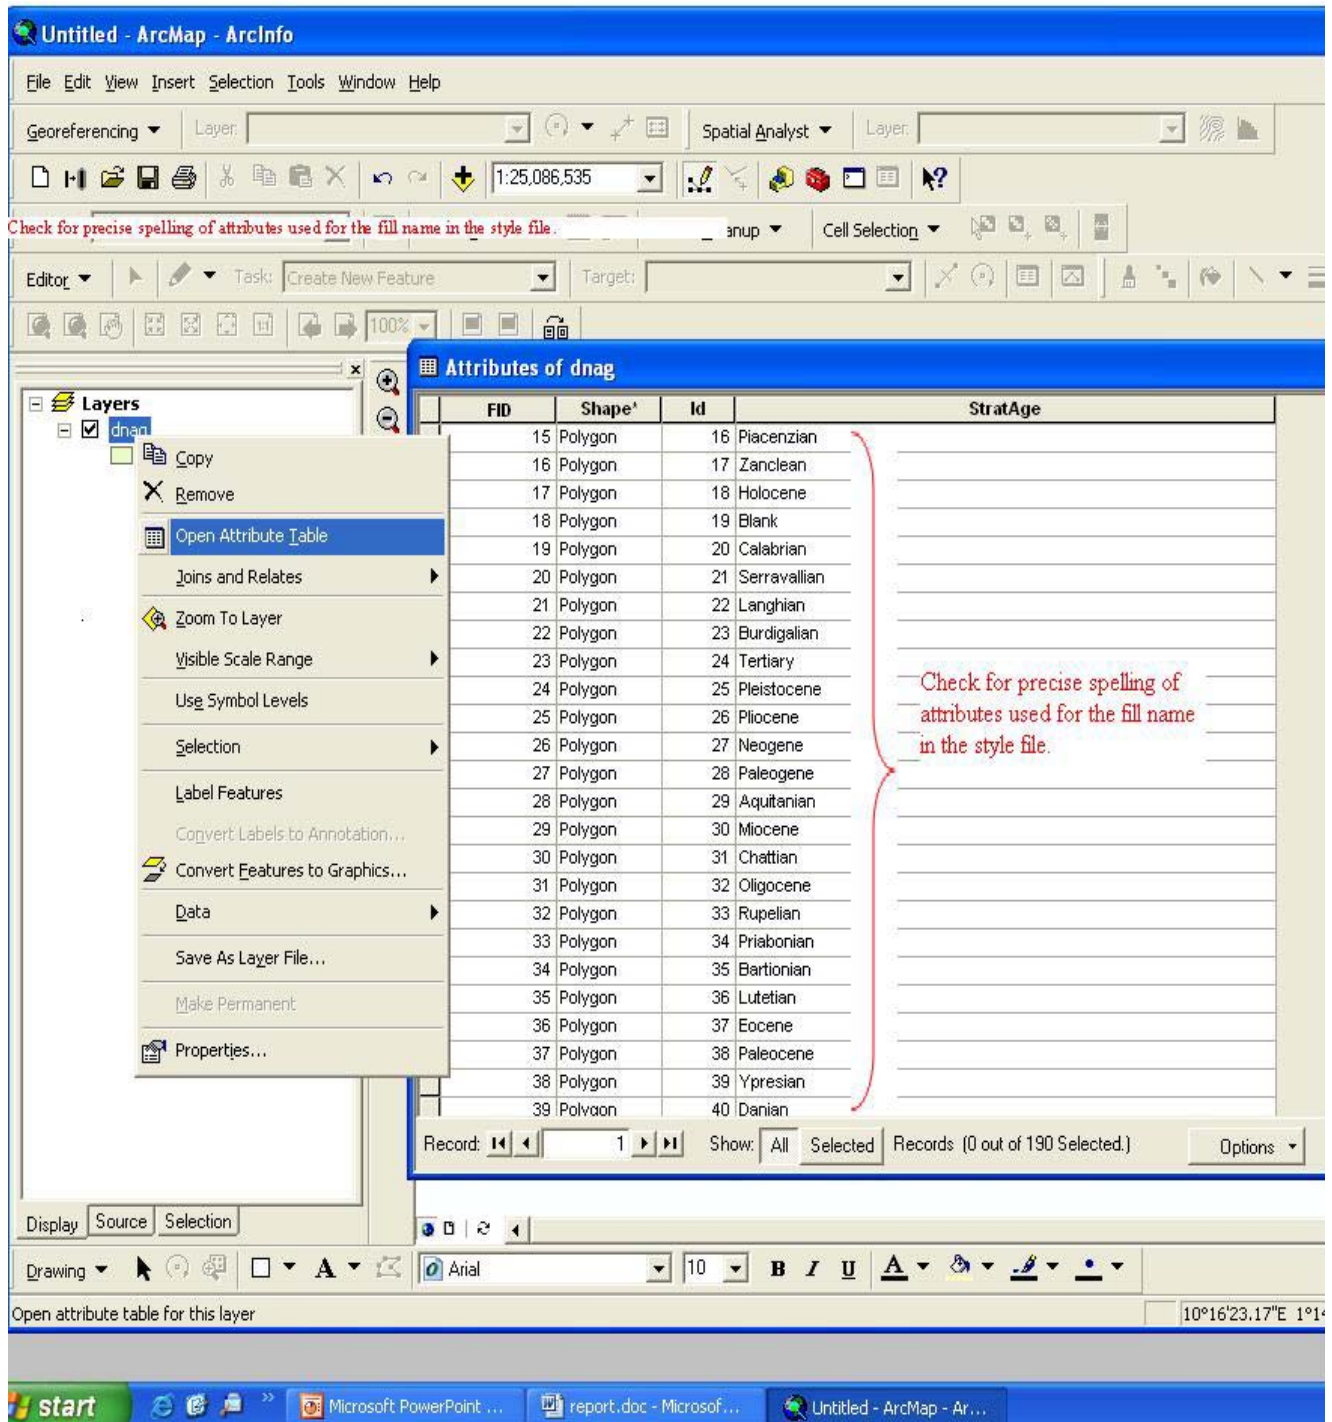 Untitled - ArcMap - ArcInfo
File Edit View Insert Selection Tools Window Help
Georeferencing Layer: Spatial Analyst Layer:
1:25,086,535
Check for precise spelling of attributes used for the fill name in the style file. anup Cell Selection
Editor Task: Create New Feature Target:
1:1 100%
Attributes of dnag
Layers
dnag
Copy
Remove
Open Attribute Table
Joins and Relates
Zoom To Layer
Visible Scale Range
Use Symbol Levels
Selection
Label Features
Convert Labels to Annotation...
Convert Features to Graphics...
Data
Save As Layer File...
Make Permanent
Properties...
FID Shape* Id StratAge
15 Polygon 16 Piacenzian
16 Polygon 17 Zanclean
17 Polygon 18 Holocene
18 Polygon 19 Blank
19 Polygon 20 Calabrian
20 Polygon 21 Serravallian
21 Polygon 22 Langhian
22 Polygon 23 Burdigalian
23 Polygon 24 Tertiary
24 Polygon 25 Pleistocene
25 Polygon 26 Pliocene
26 Polygon 27 Neogene
27 Polygon 28 Paleogene
28 Polygon 29 Aquitanian
29 Polygon 30 Miocene
30 Polygon 31 Chattian
31 Polygon 32 Oligocene
32 Polygon 33 Rupelian
33 Polygon 34 Priabonian
34 Polygon 35 Bartionian
35 Polygon 36 Lutetian
36 Polygon 37 Eocene
37 Polygon 38 Paleocene
38 Polygon 39 Ypresian
39 Polygon 40 Danian
Check for precise spelling of
attributes used for the fill name
in the style file.
Record: 1 Show: All Selected Records (0 out of 190 Selected.) Options
Display Source Selection
Drawing A Arial 10 B I U A
Open attribute table for this layer 10°16'23.17"E 1°14
start Microsoft PowerPoint ... report.doc - Microsof... Untitled - ArcMap - Ar...